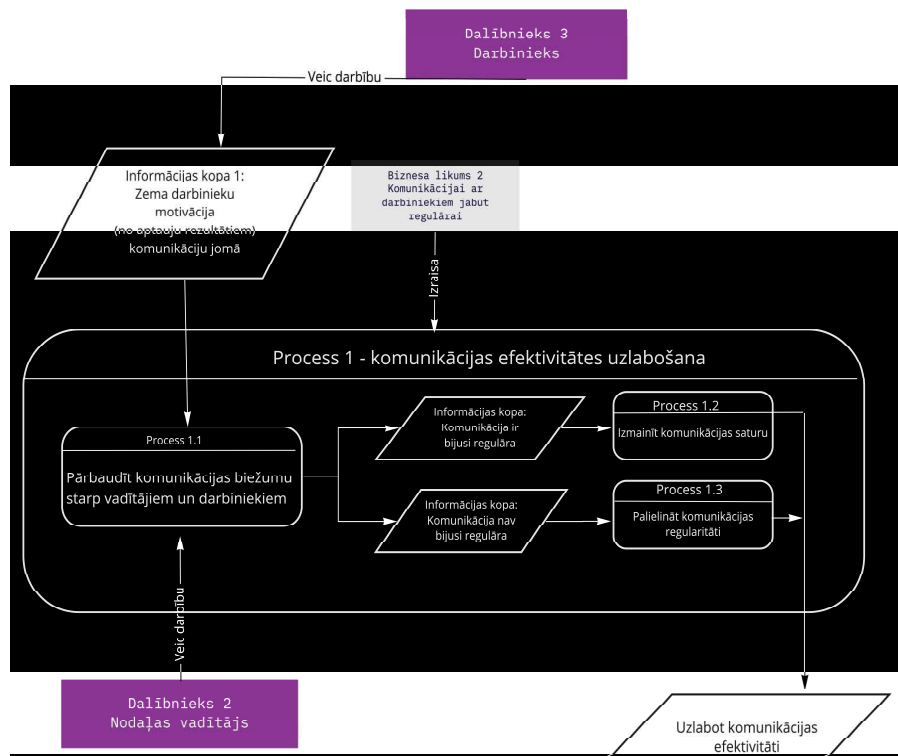 Dalībnieks 3
Darbinieks
Veic darbību
Informācijas kopa 1:
Zema darbinieku
motivācija
(no aptauju rezultātiem)
komunikāciju jomā
Biznesa likums 2
Komunikācijai ar
darbiniekiem jabut
regulārai
Izraisa
Process 1 - komunikācijas efektivitātes uzlabošana
Process 1.1
Pārbaudīt komunikācijas biežumu
starp vadītājiem un darbiniekiem
Informācijas kopa:
Komunikācija ir
bijusi regulāra
Process 1.2
Izmainīt komunikācijas saturu
Informācijas kopa:
Komunikācija nav
bijusi regulāra
Process 1.3
Palielināt komunikācijas
regularitāti
Veic darbību
Dalībnieks 2
Nodaļas vadītājs
Uzlabot komunikācijas
efektivitāti